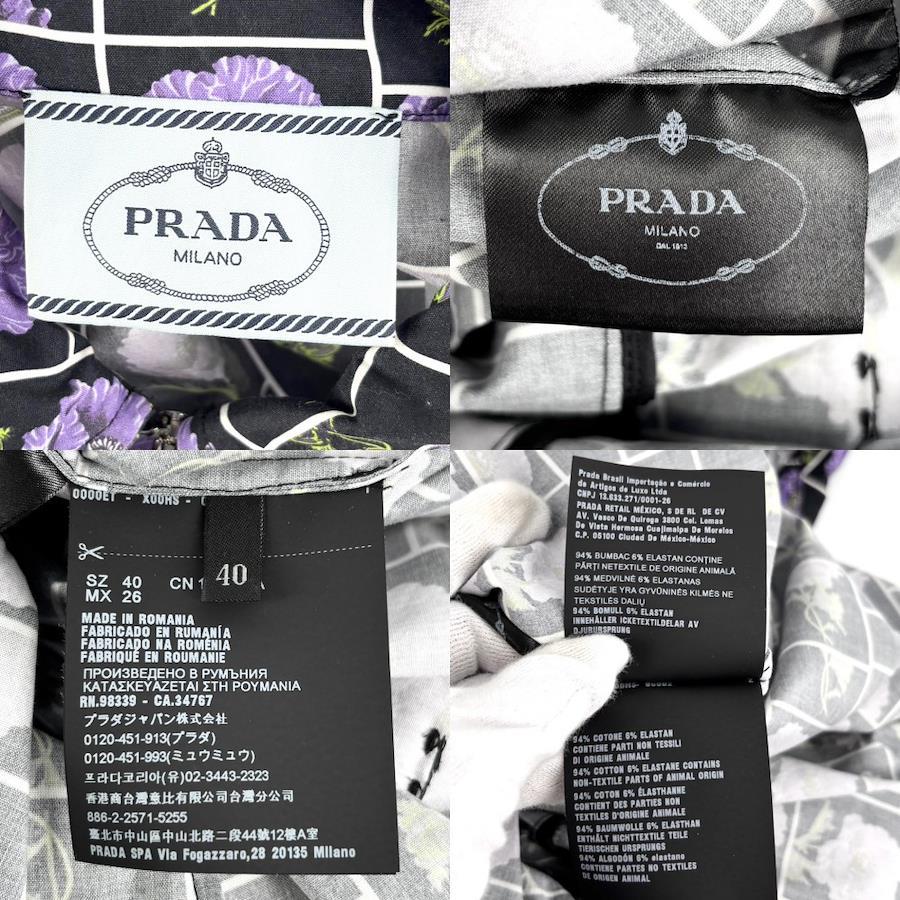 PRADA
MILANO
PRADA
MILANO
DAL 1913
SZ 40
MX 26
40
MADE IN ROMANIA
FABRICADO EN RUMANÍA
FABRICADO NA ROMÉNIA
FABRIQUÉ EN ROUMANIE
ПРОИЗВЕДЕНО В РУМЪНИЯ
ΚΑΤΑΣΚΕΥΑΖΕΤΑΙ ΣΤΗ ΡΟΥΜΑΝΙΑ
RN.98339 - CA.34767
プラダジャパン株式会社
0120-451-913(プラダ)
0120-451-993(ミュウミュウ)
프라다코리아(유) 02-3443-2323
香港商台灣意比有限公司台灣分公司
886-2-2571-5255
臺北市中山區中山北路二段44號12樓A室
PRADA SPA Via Fogazzaro,28 20135 Milano
Prada Brasil Importação e Comércio
de Artigos de Luxo Ltda
CNPJ 13.633.271/0001-26
PRADA RETAIL MÉXICO, S DE RL DE CV
AV. Vasco De Quiroga 3800 Col. Lomas
De Vista Hermosa Cuajimalpa De Morelos
C.P. 05100 Ciudad De México-México
94% BUMBAC 6% ELASTAN CONȚINE
PĂRȚI NETEXTILE DE ORIGINE ANIMALĂ
94% MEDVILNĖ 6% ELASTANAS
SUDĖTYJE YRA GYVŪNINĖS KILMĖS NE
TEKSTILĖS DALIŲ
94% BOMULL 6% ELASTAN
INNEHÅLLER ICKETEXTILDELAR AV
DJURURSPRUNG
94% COTONE 6% ELASTAN
CONTIENE PARTI NON TESSILI
DI ORIGINE ANIMALE
94% COTTON 6% ELASTANE CONTAINS
NON-TEXTILE PARTS OF ANIMAL ORIGIN
94% COTON 6% ÉLASTHANNE
CONTIENT DES PARTIES NON
TEXTILES D'ORIGINE ANIMALE
94% BAUMWOLLE 6% ELASTHAN
ENTHÄLT NICHTTEXTILE TEILE
TIERISCHEN URSPRUNGS
94% ALGODÓN 6% elastano
CONTIENE PARTES NO TEXTILES
DE ORIGEN ANIMAL